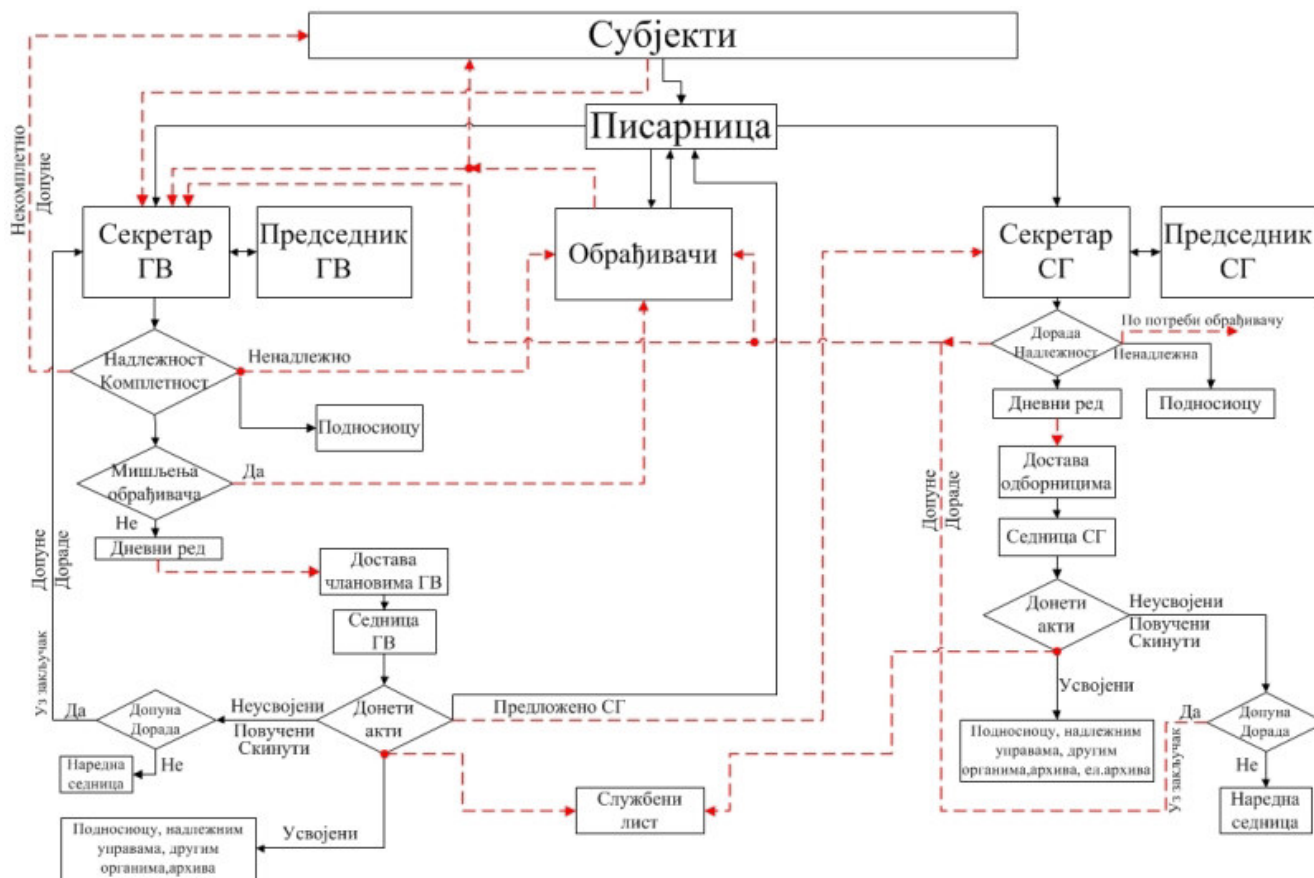 Субјекти
Писарница
Некомплетно
Допуне
Секретар
ГВ
Председник
ГВ
Обрађивачи
Секретар
СГ
Председник
СГ
По потреби обрађивачу
Дорада
Надлежност
Пенадлежна
Надлежност
Комплетност
Ненадлежно
Подносиоцу
Дневни ред
Подносиоцу
Мишљења
обрађивача
Да
Не
Дневни ред
Достава
одборницима
Допуне
Дораде
Седница СГ
Допуне
Дораде
Достава
члановима ГВ
Седница
ГВ
Донети
акти
Неусвојени
Повучени
Скинути
Усвојени
Уз закључак
Да
Допуна
Дорада
Не
Неусвојени
Повучени
Скинути
Донети
акти
Предложено СГ
Подносиоцу, надлежним
управама, другим
органима,архива, ел.архива
Да
Уз закључак
Допуна
Дорада
Не
Наредна
седница
Наредна
седница
Службени
лист
Усвојени
Подносиоцу, надлежним
управама, другим
органима,архива